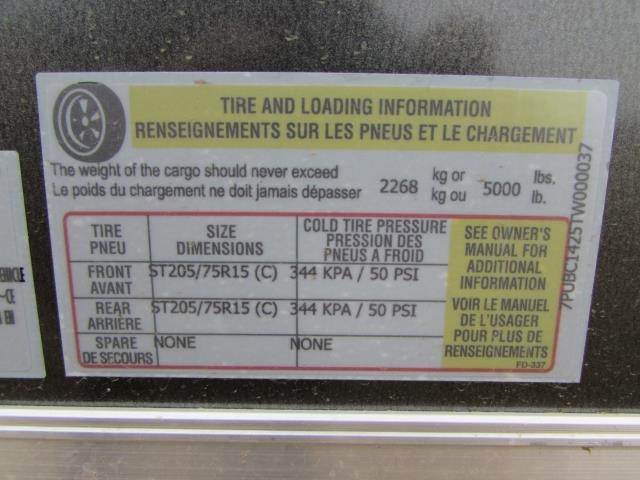 TIRE AND LOADING INFORMATION
RENSEIGNEMENTS SUR LES PNEUS ET LE CHARGEMENT
The weight of the cargo should never exceed 2268 kg or 5000 lbs.
Le poids du chargement ne doit jamais dépasser kg ou lb.
TIRE PNEU
SIZE DIMENSIONS
COLD TIRE PRESSURE
PRESSION DES
PNEUS A FROID
FRONT AVANT
ST205/75R15 (C)
344 KPA / 50 PSI
REAR ARRIÈRE
ST205/75R15 (C)
344 KPA / 50 PSI
SPARE DE SECOURS
NONE
NONE
SEE OWNER'S
MANUAL FOR
ADDITIONAL
INFORMATION
VOIR LE MANUEL
DE L'USAGER
POUR PLUS DE
RENSEIGNEMENTS
FD-337
7PUBC1425TW000037